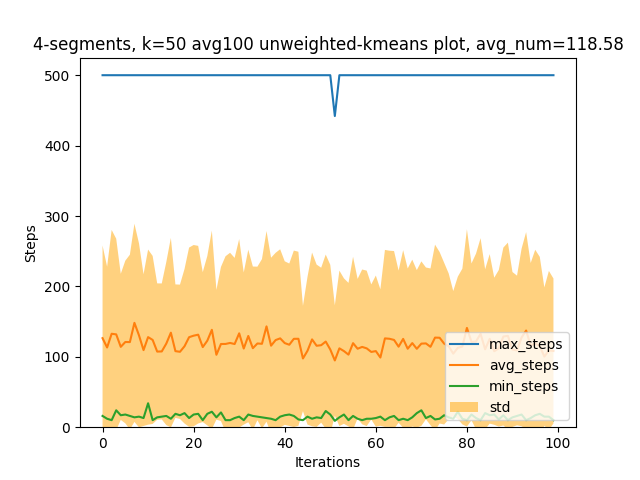 4-segments, k=50 avg100 unweighted-kmeans plot, avg_num=118.58
500
400
300
200
100
0
Steps
0 20 40 60 80 100
Iterations
max_steps
avg_steps
min_steps
std